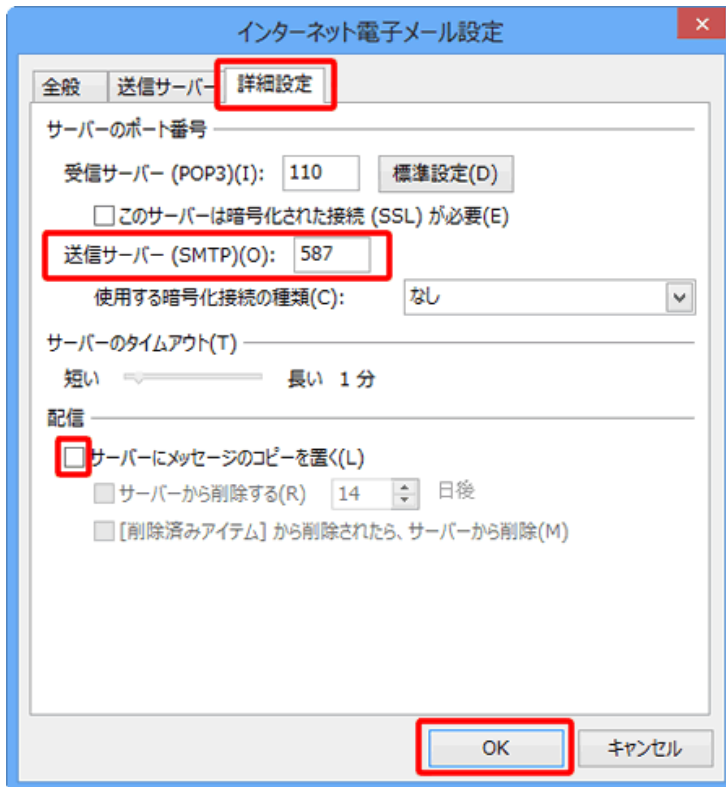 インターネット電子メール設定
全般 送信サーバー 詳細設定
サーバーのポート番号
受信サーバー (POP3)(I): 110 標準設定(D)
このサーバーは暗号化された接続 (SSL) が必要(E)
送信サーバー (SMTP)(O): 587
使用する暗号化接続の種類(C): なし
サーバーのタイムアウト(T)
短い 長い 1 分
配信
サーバーにメッセージのコピーを置く(L)
サーバーから削除する(R) 14 日後
[削除済みアイテム] から削除されたら、サーバーから削除(M)
OK キャンセル